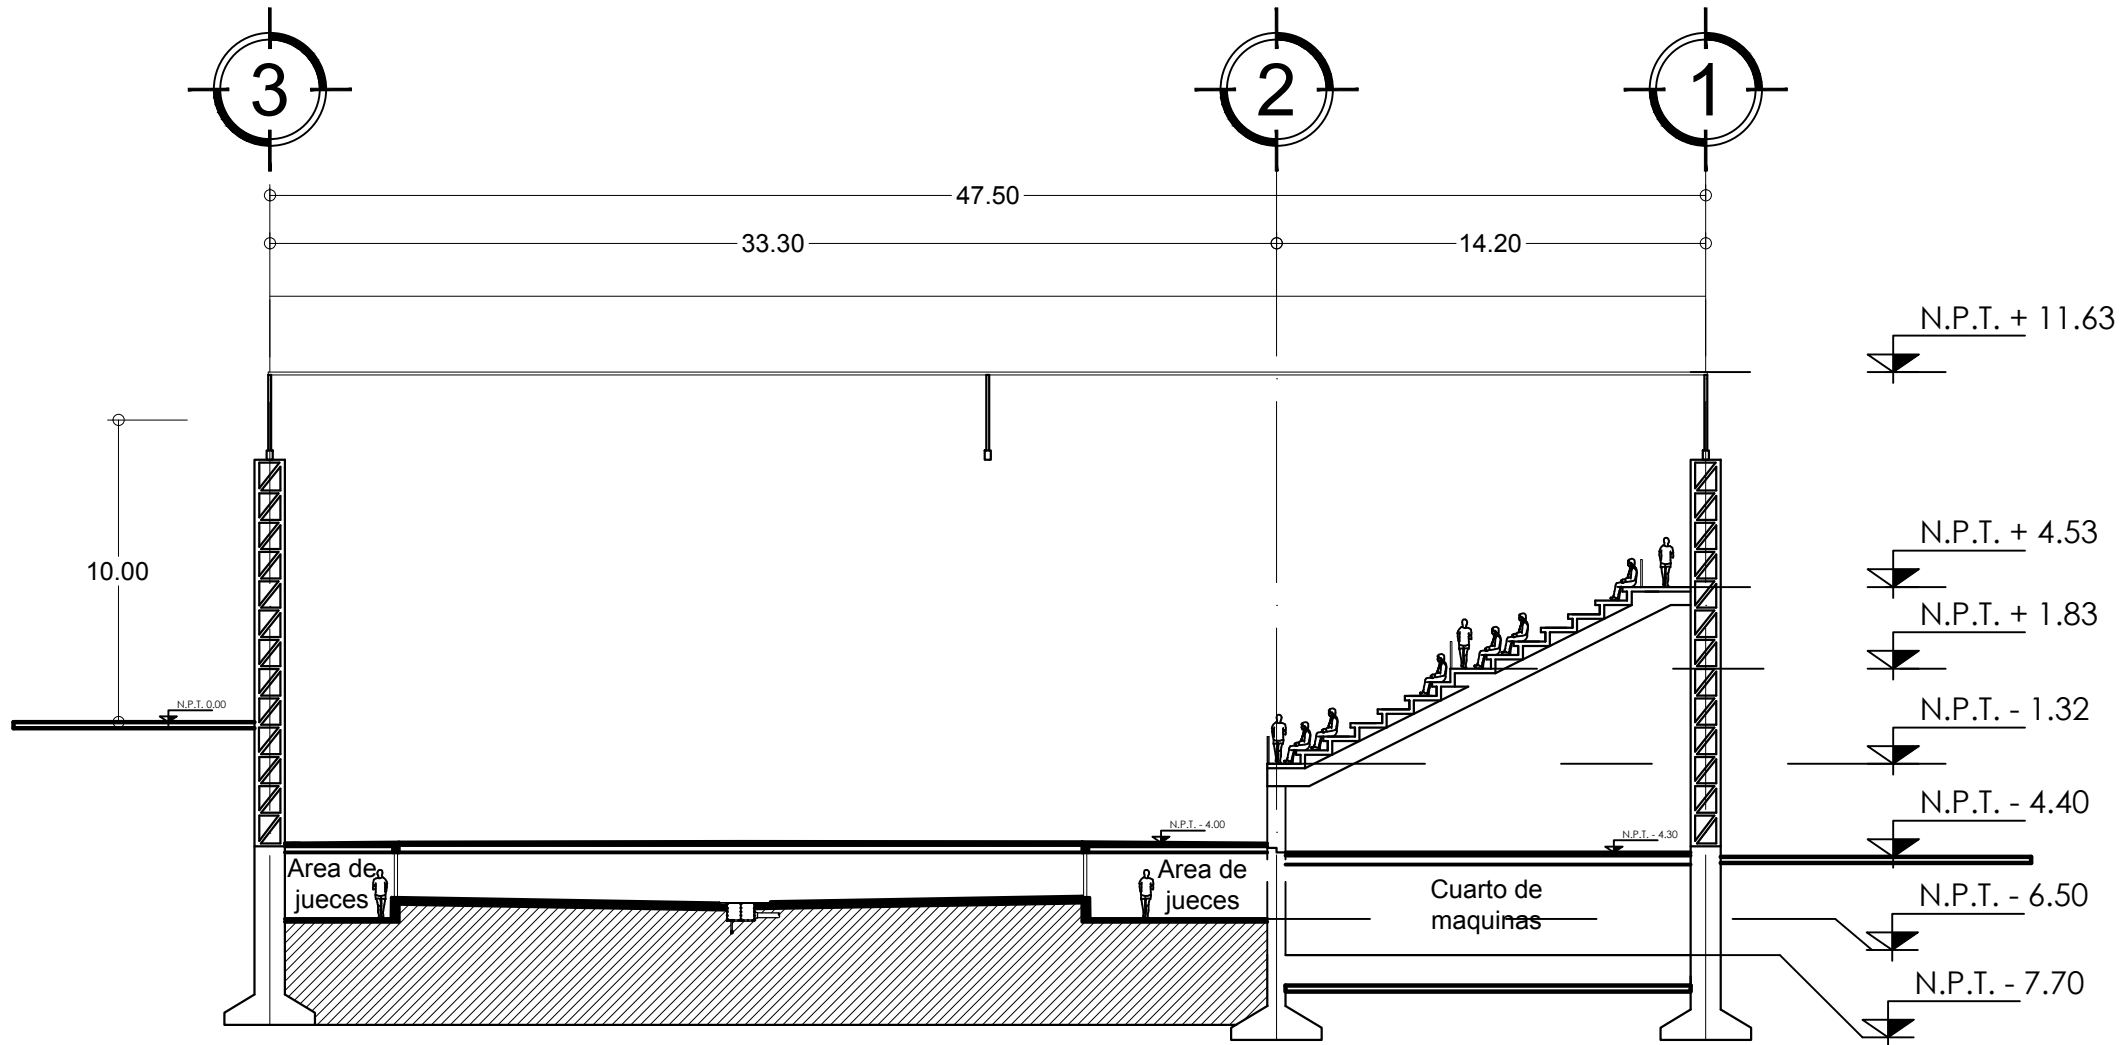 3
2
1
47.50
33.30
14.20
N.P.T. + 11.63
10.00
N.P.T. + 4.53
N.P.T. + 1.83
N.P.T. 0.00
N.P.T. - 1.32
N.P.T. - 4.40
N.P.T. - 4.00
N.P.T. - 4.30
Area de
jueces
Area de
jueces
Cuarto de
maquinas
N.P.T. - 6.50
N.P.T. - 7.70